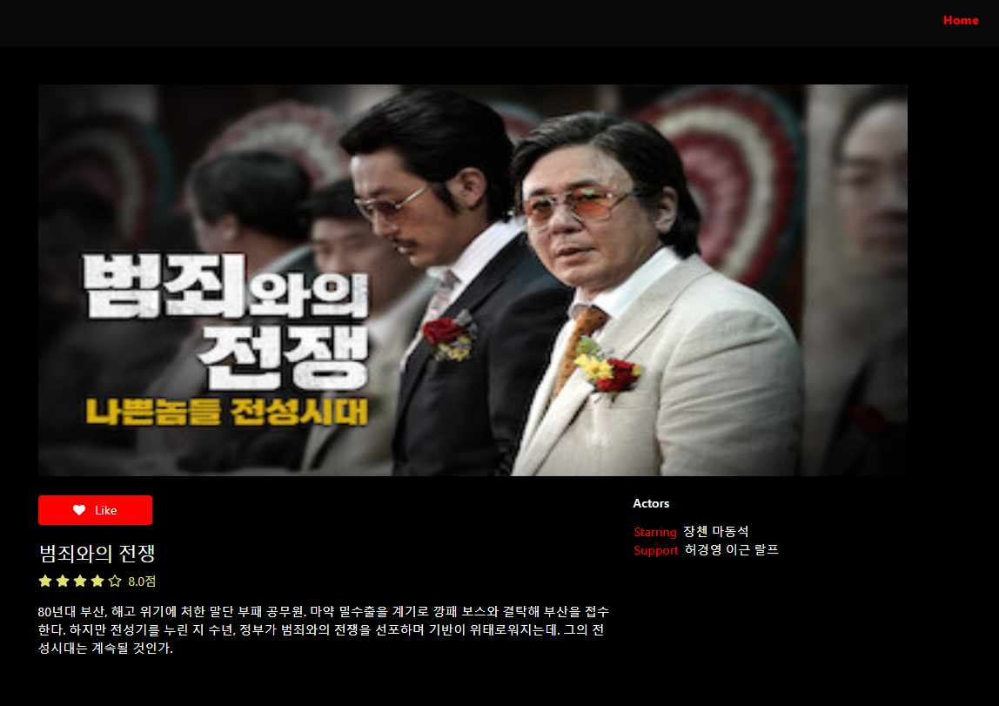 Home
범죄와의
전쟁
나쁜놈들 전성시대
Like
범죄와의 전쟁
8.0점
80년대 부산, 해고 위기에 처한 말단 부패 공무원. 마약 밀수출을 계기로 깡패 보스와 결탁해 부산을 접수
한다. 하지만 전성기를 누린 지 수년, 정부가 범죄와의 전쟁을 선포하며 기반이 위태로워지는데. 그의 전
성시대는 계속될 것인가.
Actors
Starring 장첸 마동석
Support 허경영 이근 랄프